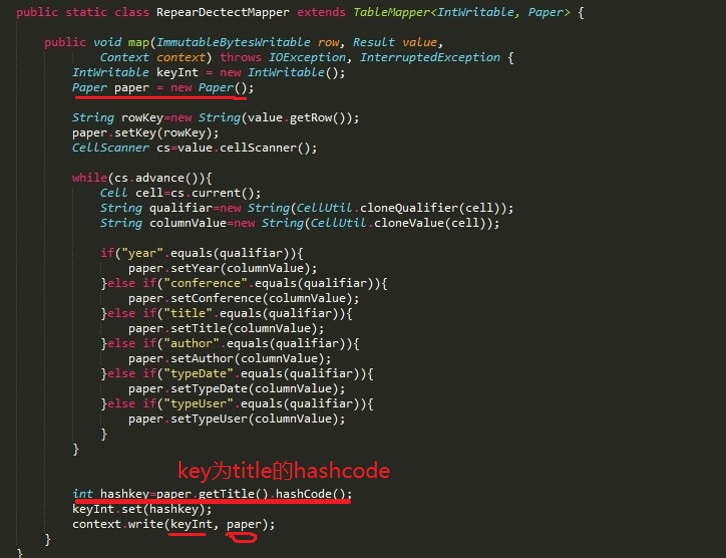 public static class RepearDectectMapper extends TableMapper<IntWritable, Paper> {
public void map(ImmutableBytesWritable row, Result value,
Context context) throws IOException, InterruptedException {
IntWritable keyInt = new IntWritable();
Paper paper = new Paper();
String rowKey=new String(value.getRow());
paper.setKey(rowKey);
CellScanner cs=value.cellScanner();
while(cs.advance()){
Cell cell=cs.current();
String qualifiar=new String(CellUtil.cloneQualifier(cell));
String columnValue=new String(CellUtil.cloneValue(cell));
if("year".equals(qualifiar)){
paper.setYear(columnValue);
}else if("conference".equals(qualifiar)){
paper.setConference(columnValue);
}else if("title".equals(qualifiar)){
paper.setTitle(columnValue);
}else if("author".equals(qualifiar)){
paper.setAuthor(columnValue);
}else if("typeDate".equals(qualifiar)){
paper.setTypeDate(columnValue);
}else if("typeUser".equals(qualifiar)){
paper.setTypeUser(columnValue);
}
}
key为title的hashcode
int hashkey=paper.getTitle().hashCode();
keyInt.set(hashkey);
context.write(keyInt, paper);
}
}